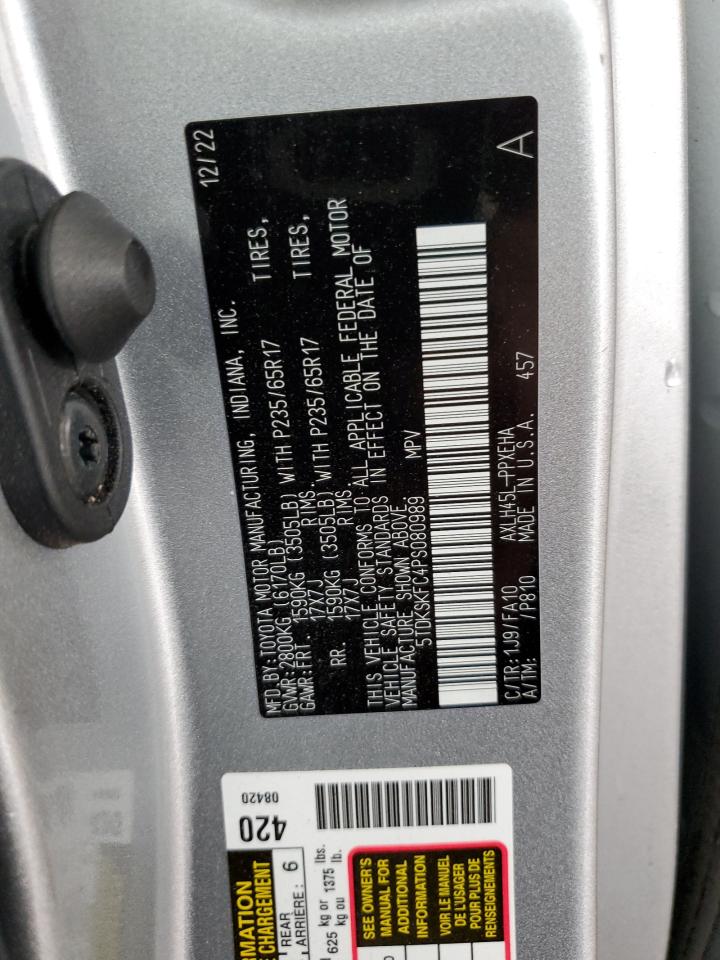 MFD.BY:TOYOTA MOTOR MANUFACTURING, INDIANA, INC. 12/22
GVWR:2800KG (6170LB)
GAWR:FRT. 1590KG (3505LB) WITH P235/65R17 TIRES,
17X7J RIMS
RR. 1590KG (3505LB) WITH P235/65R17 TIRES,
17X7J RIMS
THIS VEHICLE CONFORMS TO ALL APPLICABLE FEDERAL MOTOR
VEHICLE SAFETY STANDARDS IN EFFECT ON THE DATE OF
MANUFACTURE SHOWN ABOVE.
5TDKSKFC4PS080989 MPV
C/TR:1J9/FA10 AXLH45L-PPXEHA
A/TM: /P810 MADE IN U.S.A. 457 A
420
08420
REAR
ARRIÈRE: 6
625 kg or 1375 lbs.
kg ou lb.
SEE OWNER'S
MANUAL FOR
ADDITIONAL
INFORMATION
VOIR LE MANUEL
DE L'USAGER
POUR PLUS DE
RENSEIGNEMENTS